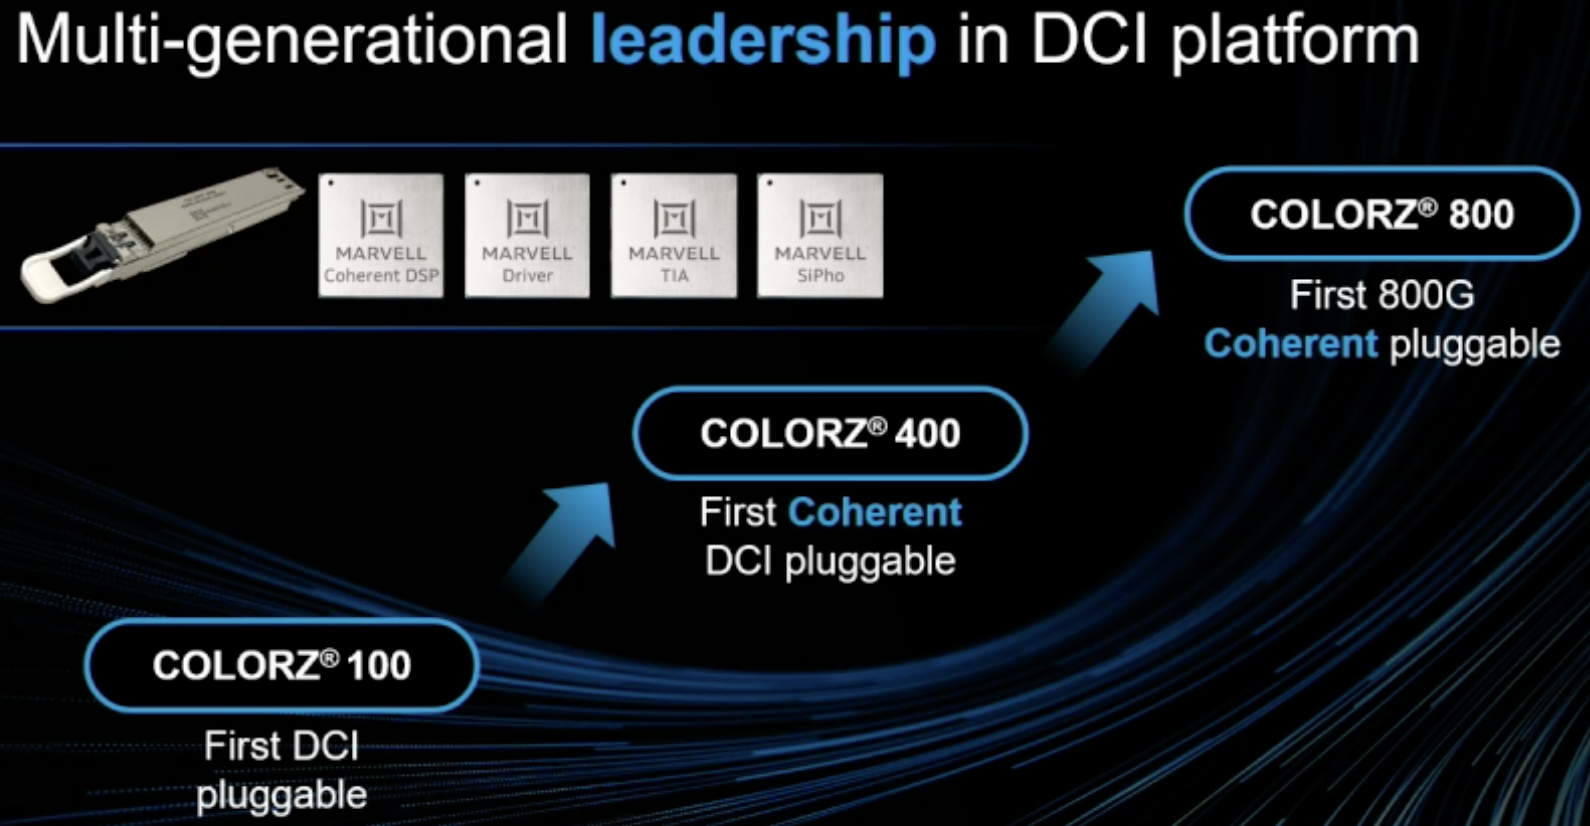 Multi-generational leadership in DCI platform
MARVELL
Coherent DSP
MARVELL
Driver
MARVELL
TIA
MARVELL
SiPho
COLORZ® 800
First 800G
Coherent pluggable
COLORZ® 400
First Coherent
DCI pluggable
COLORZ® 100
First DCI
pluggable